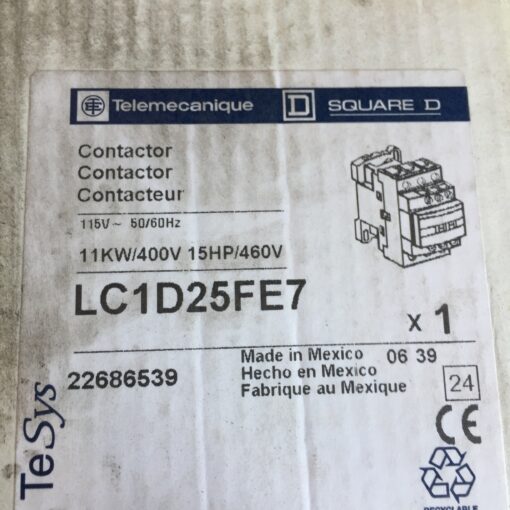 Telemecanique D SQUARE D
Contactor
Contactor
Contacteur
115V~ 50/60Hz
11KW/400V 15HP/460V
LC1D25FE7
x 1
Made in Mexico 06 39
22686539 Hecho en Mexico
Fabrique au Mexique 24
CE
TeSys
RECYCLABLE